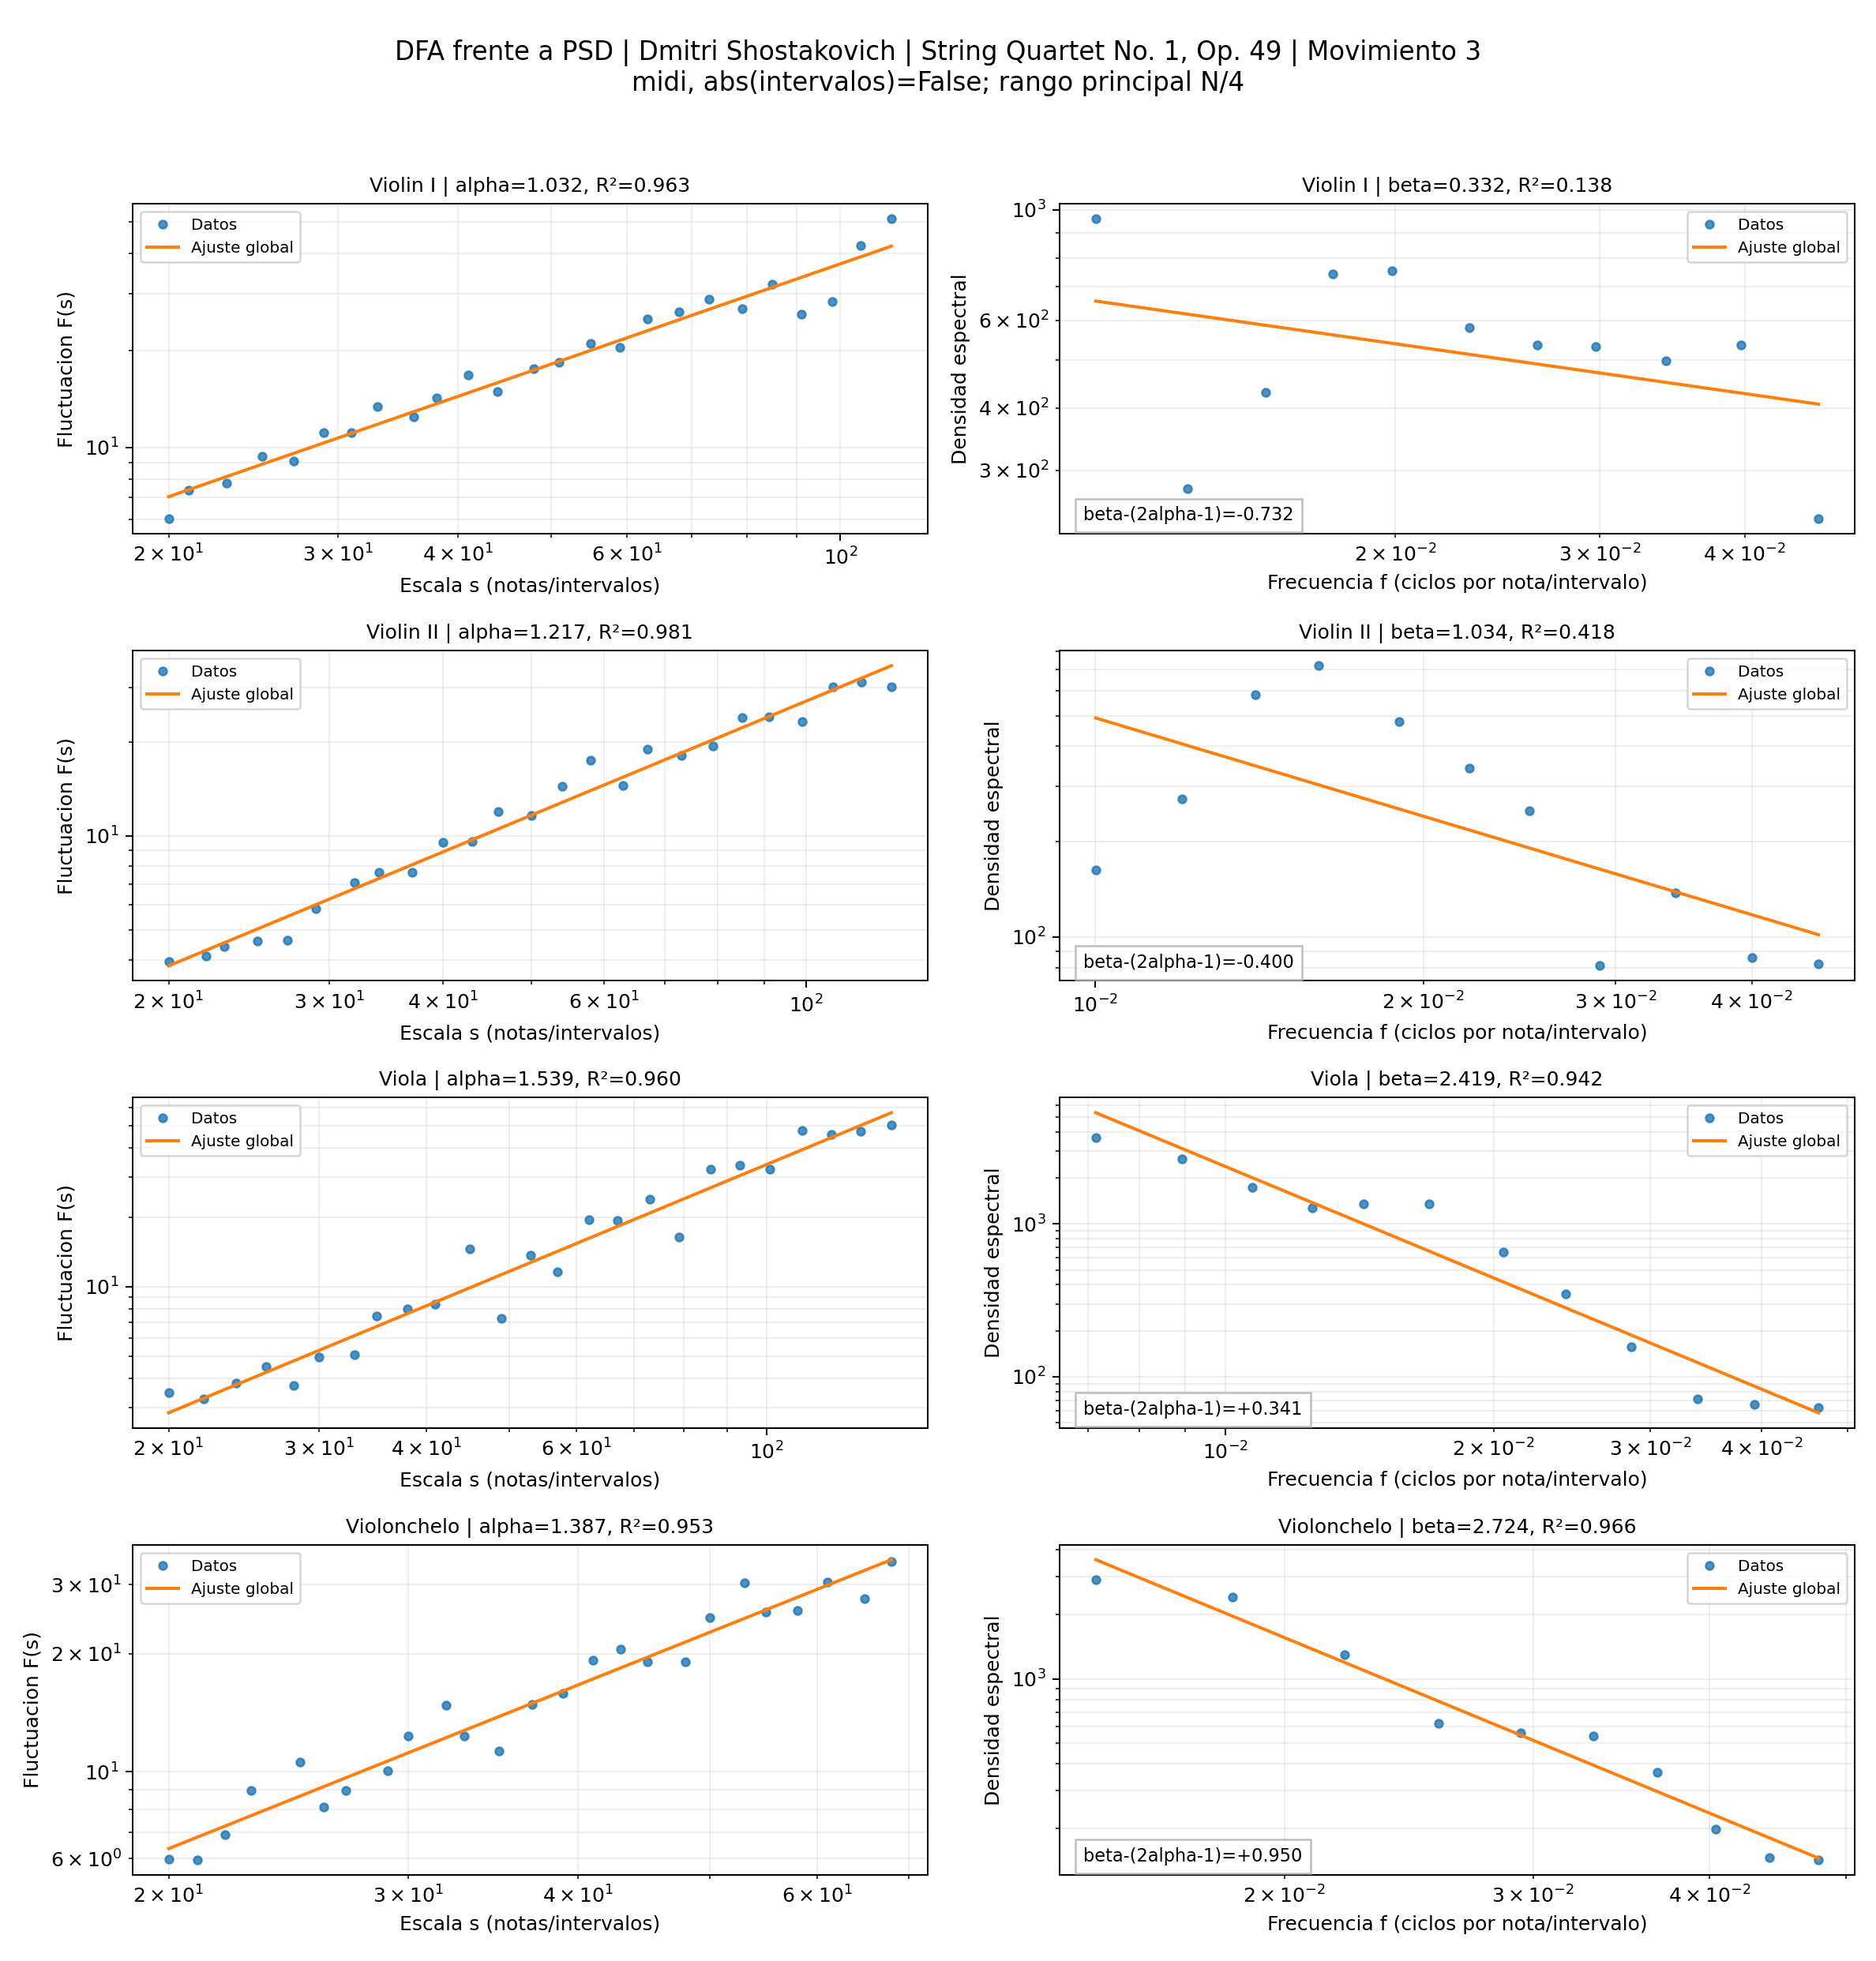 DFA frente a PSD | Dmitri Shostakovich | String Quartet No. 1, Op. 49 | Movimiento 3
midi, abs(intervalos)=False; rango principal N/4
Violin I | alpha=1.032, R²=0.963
Datos
Ajuste global
Fluctuacion F(s)
10¹
2 × 10¹ 3 × 10¹ 4 × 10¹ 6 × 10¹ 10²
Escala s (notas/intervalos)
Violin I | beta=0.332, R²=0.138
Datos
Ajuste global
Densidad espectral
10³
6 × 10²
4 × 10²
3 × 10²
beta-(2alpha-1)=-0.732
2 × 10⁻² 3 × 10⁻² 4 × 10⁻²
Frecuencia f (ciclos por nota/intervalo)
Violin II | alpha=1.217, R²=0.981
Datos
Ajuste global
Fluctuacion F(s)
10¹
2 × 10¹ 3 × 10¹ 4 × 10¹ 6 × 10¹ 10²
Escala s (notas/intervalos)
Violin II | beta=1.034, R²=0.418
Datos
Ajuste global
Densidad espectral
10²
beta-(2alpha-1)=-0.400
10⁻² 2 × 10⁻² 3 × 10⁻² 4 × 10⁻²
Frecuencia f (ciclos por nota/intervalo)
Viola | alpha=1.539, R²=0.960
Datos
Ajuste global
Fluctuacion F(s)
10¹
2 × 10¹ 3 × 10¹ 4 × 10¹ 6 × 10¹ 10²
Escala s (notas/intervalos)
Viola | beta=2.419, R²=0.942
Datos
Ajuste global
Densidad espectral
10³
10²
beta-(2alpha-1)=+0.341
10⁻² 2 × 10⁻² 3 × 10⁻² 4 × 10⁻²
Frecuencia f (ciclos por nota/intervalo)
Violonchelo | alpha=1.387, R²=0.953
Datos
Ajuste global
Fluctuacion F(s)
3 × 10¹
2 × 10¹
10¹
6 × 10⁰
2 × 10¹ 3 × 10¹ 4 × 10¹ 6 × 10¹
Escala s (notas/intervalos)
Violonchelo | beta=2.724, R²=0.966
Datos
Ajuste global
Densidad espectral
10³
beta-(2alpha-1)=+0.950
2 × 10⁻² 3 × 10⁻² 4 × 10⁻²
Frecuencia f (ciclos por nota/intervalo)